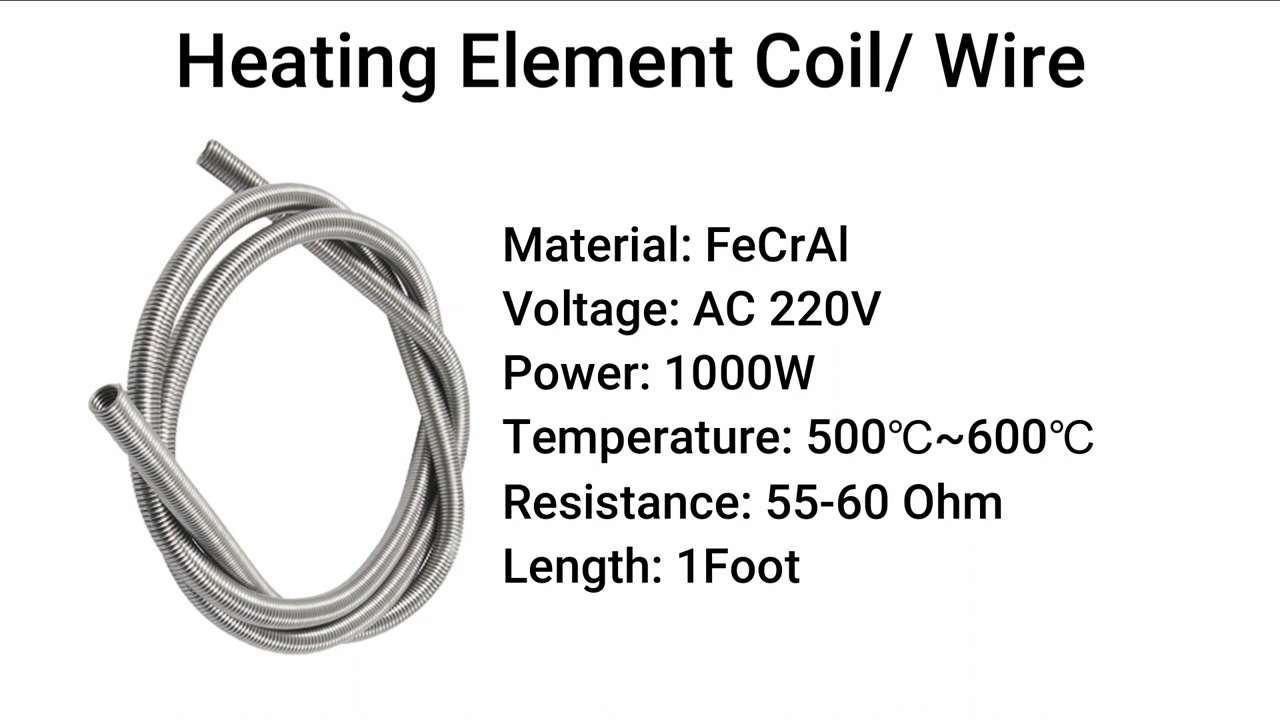 Heating Element Coil/ Wire
Material: FeCrAl
Voltage: AC 220V
Power: 1000W
Temperature: 500℃~600℃
Resistance: 55-60 Ohm
Length: 1Foot